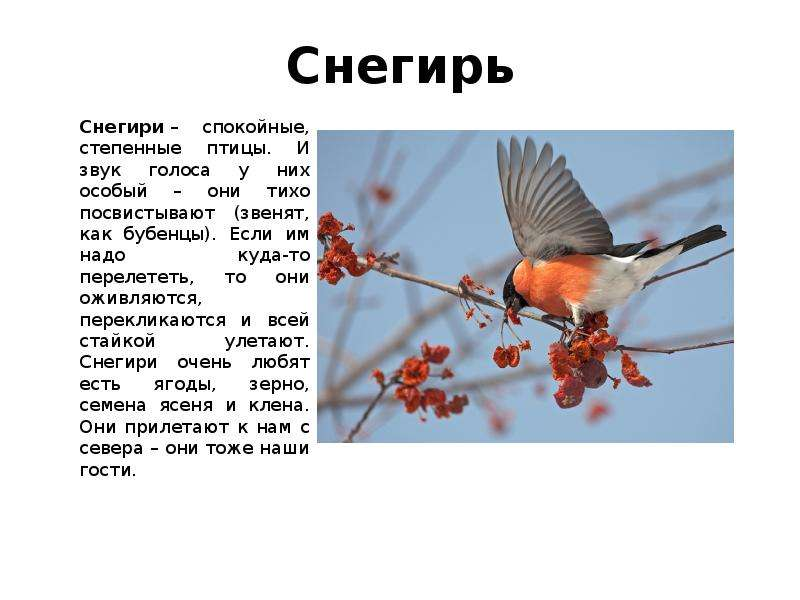 Снегирь
Снегири – спокойные,
степенные птицы. И
звук голоса у них
особый – они тихо
посвистывают (звенят,
как бубенцы). Если им
надо куда-то
перелететь, то они
оживляются,
перекликаются и всей
стайкой улетают.
Снегири очень любят
есть ягоды, зерно,
семена ясеня и клена.
Они прилетают к нам с
севера – они тоже наши
гости.